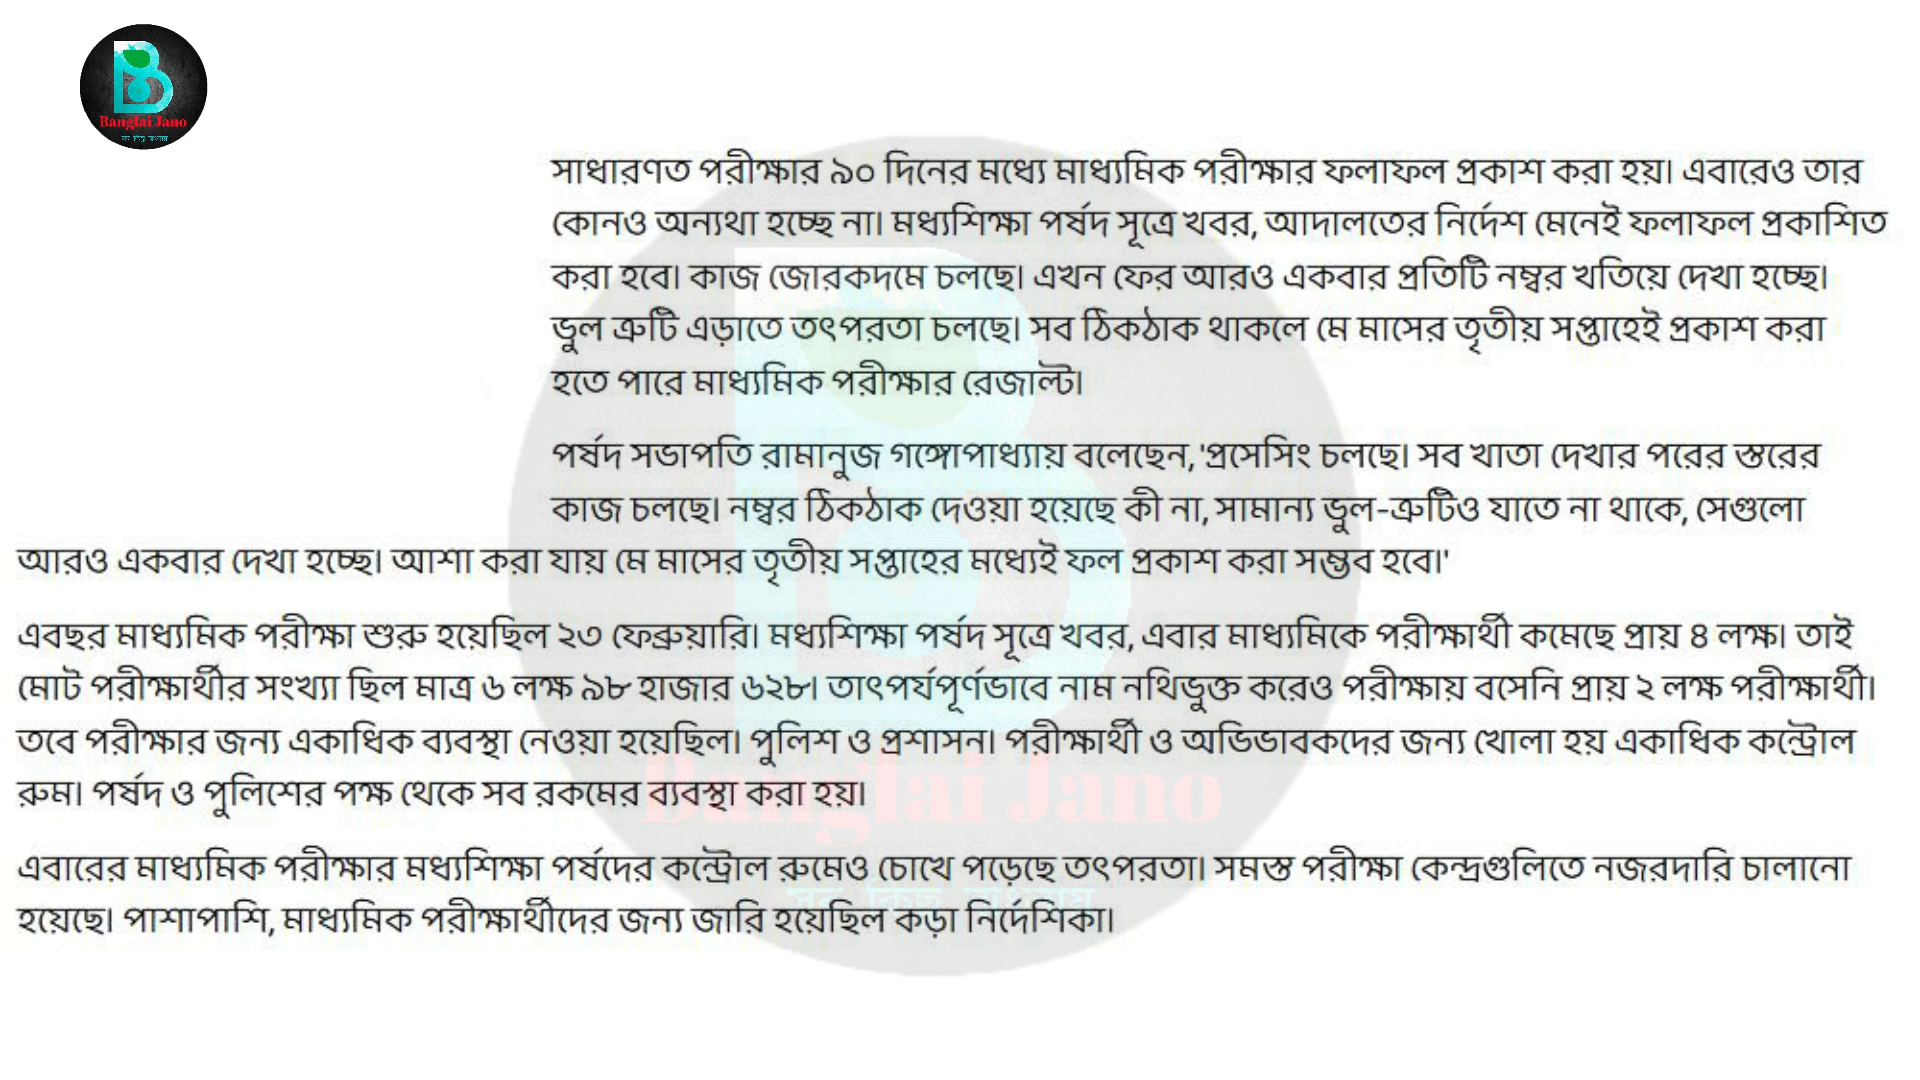 Banglai Jano
সব কিছু বাংলায়
সাধারণত পরীক্ষার ৯০ দিনের মধ্যে মাধ্যমিক পরীক্ষার ফলাফল প্রকাশ করা হয়। এবারেও তার
কোনও অন্যথা হচ্ছে না। মধ্যশিক্ষা পর্ষদ সূত্রে খবর, আদালতের নির্দেশ মেনেই ফলাফল প্রকাশিত
করা হবে। কাজ জোরকদমে চলছে। এখন ফের আরও একবার প্রতিটি নম্বর খতিয়ে দেখা হচ্ছে।
ভুল ত্রুটি এড়াতে তৎপরতা চলছে। সব ঠিকঠাক থাকলে মে মাসের তৃতীয় সপ্তাহেই প্রকাশ করা
হতে পারে মাধ্যমিক পরীক্ষার রেজাল্ট।
পর্ষদ সভাপতি রামানুজ গঙ্গোপাধ্যায় বলেছেন, 'প্রসেসিং চলছে। সব খাতা দেখার পরের স্তরের
কাজ চলছে। নম্বর ঠিকঠাক দেওয়া হয়েছে কী না, সামান্য ভুল-ত্রুটিও যাতে না থাকে, সেগুলো
আরও একবার দেখা হচ্ছে। আশা করা যায় মে মাসের তৃতীয় সপ্তাহের মধ্যেই ফল প্রকাশ করা সম্ভব হবে।'
এবছর মাধ্যমিক পরীক্ষা শুরু হয়েছিল ২৩ ফেব্রুয়ারি। মধ্যশিক্ষা পর্ষদ সূত্রে খবর, এবার মাধ্যমিকে পরীক্ষার্থী কমেছে প্রায় ৪ লক্ষ। তাই
মোট পরীক্ষার্থীর সংখ্যা ছিল মাত্র ৬ লক্ষ ৯৮ হাজার ৬২৮। তাৎপর্যপূর্ণভাবে নাম নথিভুক্ত করেও পরীক্ষায় বসেনি প্রায় ২ লক্ষ পরীক্ষার্থী।
তবে পরীক্ষার জন্য একাধিক ব্যবস্থা নেওয়া হয়েছিল। পুলিশ ও প্রশাসন। পরীক্ষার্থী ও অভিভাবকদের জন্য খোলা হয় একাধিক কন্ট্রোল
রুম। পর্ষদ ও পুলিশের পক্ষ থেকে সব রকমের ব্যবস্থা করা হয়।
এবারের মাধ্যমিক পরীক্ষার মধ্যশিক্ষা পর্ষদের কন্ট্রোল রুমেও চোখে পড়েছে তৎপরতা। সমস্ত পরীক্ষা কেন্দ্রগুলিতে নজরদারি চালানো
হয়েছে। পাশাপাশি, মাধ্যমিক পরীক্ষার্থীদের জন্য জারি হয়েছিল কড়া নির্দেশিকা।
Banglai Jano
সব কিছু বাংলায়